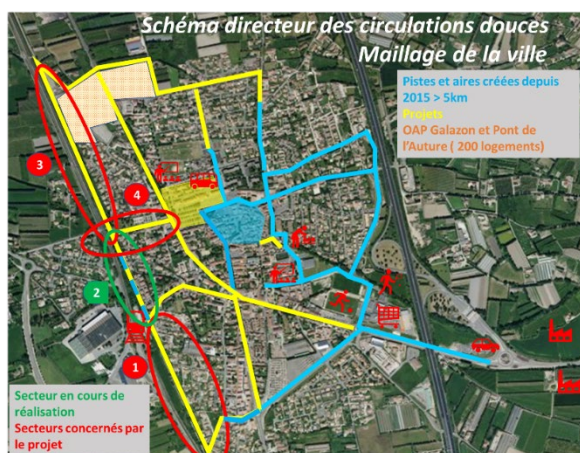 Schéma directeur des circulations douces
Maillage de la ville
Pistes et aires créées depuis
2015 > 5km
Projets
OAP Galazon et Pont de
l'Auture ( 200 logements)
3
4
2
1
Secteur en cours de
réalisation
Secteurs concernés par
le projet